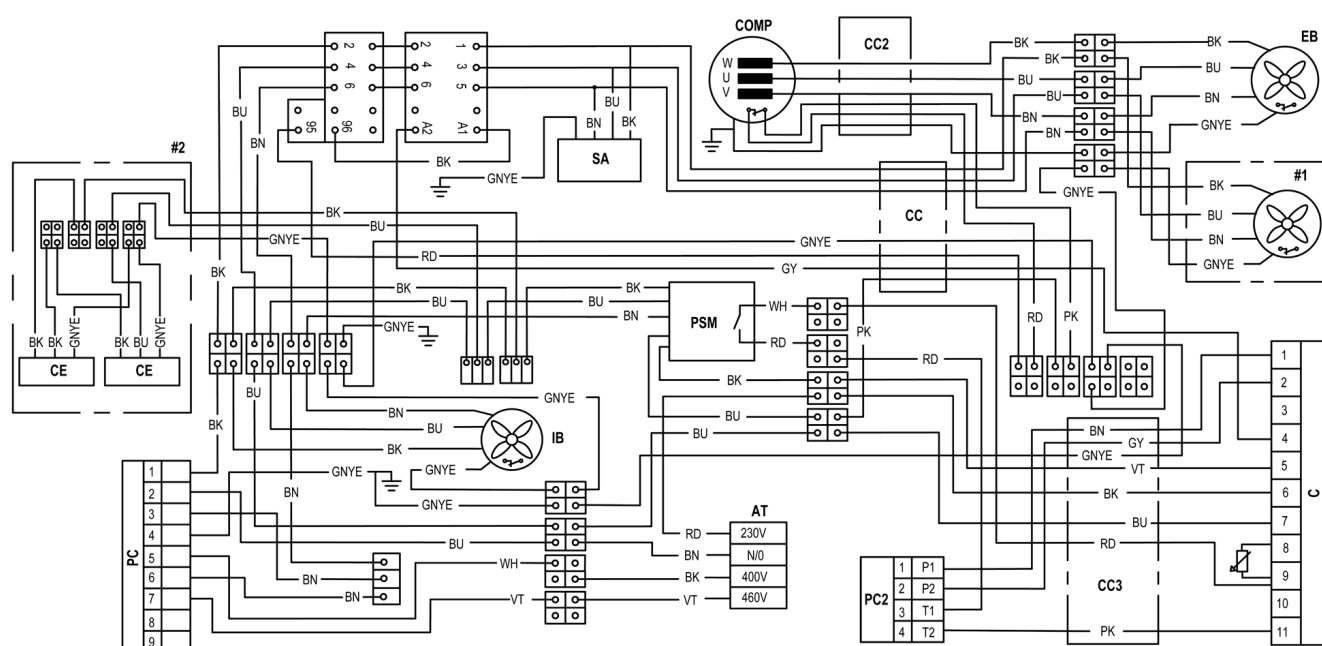 COMP
EB
CC2
BK
BK
2
2
1
W
BK
4
4
3
U
BU
BU
BU
6
6
5
V
BU
BN
BU
BN
BU
BK
BN
BN
GNYE
95
96
A2
A1
BN
BK
SA
#2
GNYE
GNYE
#1
BK
BU
BN
GNYE
CC
BK
BU
GNYE
GNYE
RD
GY
BK
BK
BU
BK
BU
BN
PSM
WH
RD
PK
RD
PK
RD
GNYE
BK
BK
GNYE
BK
BU
GNYE
CE
CE
BU
BK
BU
BU
GNYE
BN
BU
BK
IB
BK
GNYE
GNYE
GNYE
BN
BU
WH
VT
BN
BN
BN
GY
GNYE
VT
BK
BU
RD
PK
CC3
AT
RD
230V
BN
N/0
BK
400V
VT
460V
PC
1
2
3
4
5
6
7
8
9
PC2
1 P1
2 P2
3 T1
4 T2
C
1
2
3
4
5
6
7
8
9
10
11